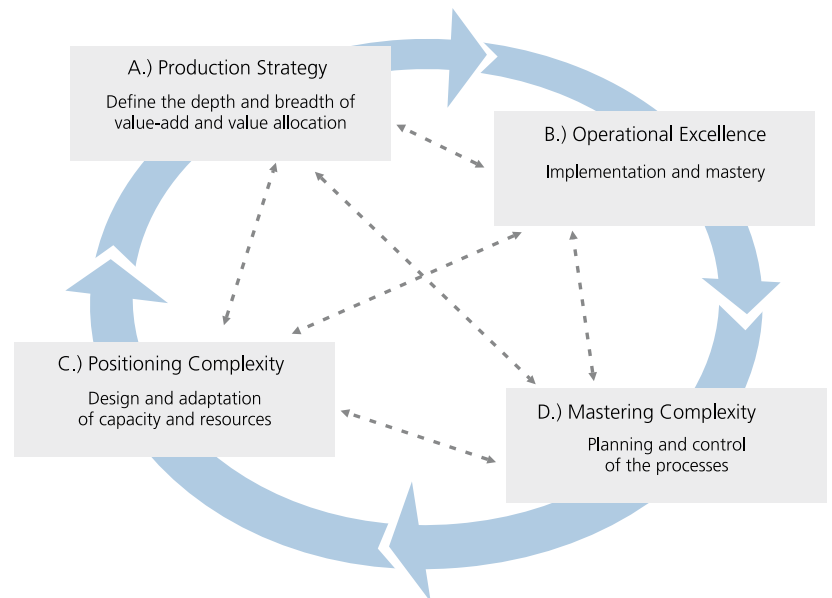 A.) Production Strategy
Define the depth and breadth of
value-add and value allocation
B.) Operational Excellence
Implementation and mastery
C.) Positioning Complexity
Design and adaptation
of capacity and resources
D.) Mastering Complexity
Planning and control
of the processes